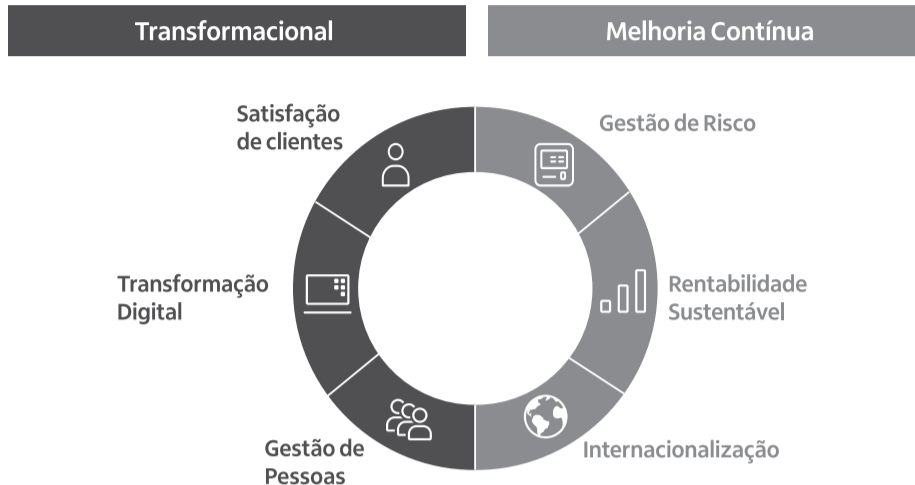 Transformacional
Melhoria Contínua
Satisfação
de clientes
Gestão de Risco
Transformação
Digital
Rentabilidade
Sustentável
Gestão de
Pessoas
Internacionalização